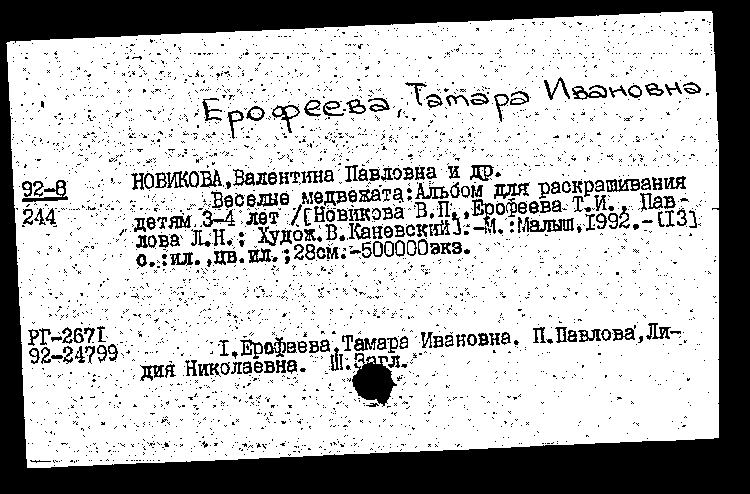 Ерофеева, Тамара Ивановна.
92-8
244
НОВИКОВА, Валентина Павловна и др.
Веселые медвежата: Альбом для раскрашивания
детям 3-4 лет /[Новикова В.П., Ерофеева Т.И., Пав-
лова Л.Н.; Худож. В.Каневский].-М.:Малыш,1992.-[13]
с.:ил.,цв.ил.;28см.-500000экз.
РГ-2671
92-24799
I.Ерофеева,Тамара Ивановна. П.Павлова,Ли-
дия Николаевна. Ш.Загл.